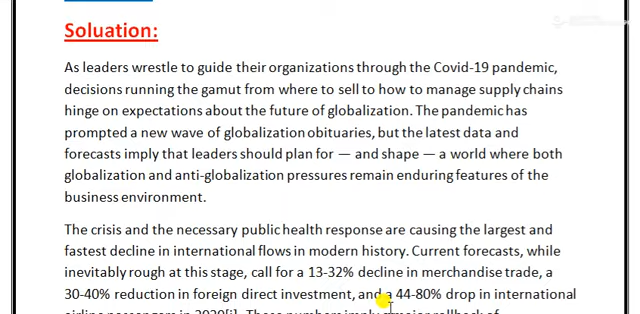 Soluation:
As leaders wrestle to guide their organizations through the Covid-19 pandemic,
decisions running the gamut from where to sell to how to manage supply chains
hinge on expectations about the future of globalization. The pandemic has
prompted a new wave of globalization obituaries, but the latest data and
forecasts imply that leaders should plan for — and shape — a world where both
globalization and anti-globalization pressures remain enduring features of the
business environment.
The crisis and the necessary public health response are causing the largest and
fastest decline in international flows in modern history. Current forecasts, while
inevitably rough at this stage, call for a 13-32% decline in merchandise trade, a
30-40% reduction in foreign direct investment, and a 44-80% drop in international